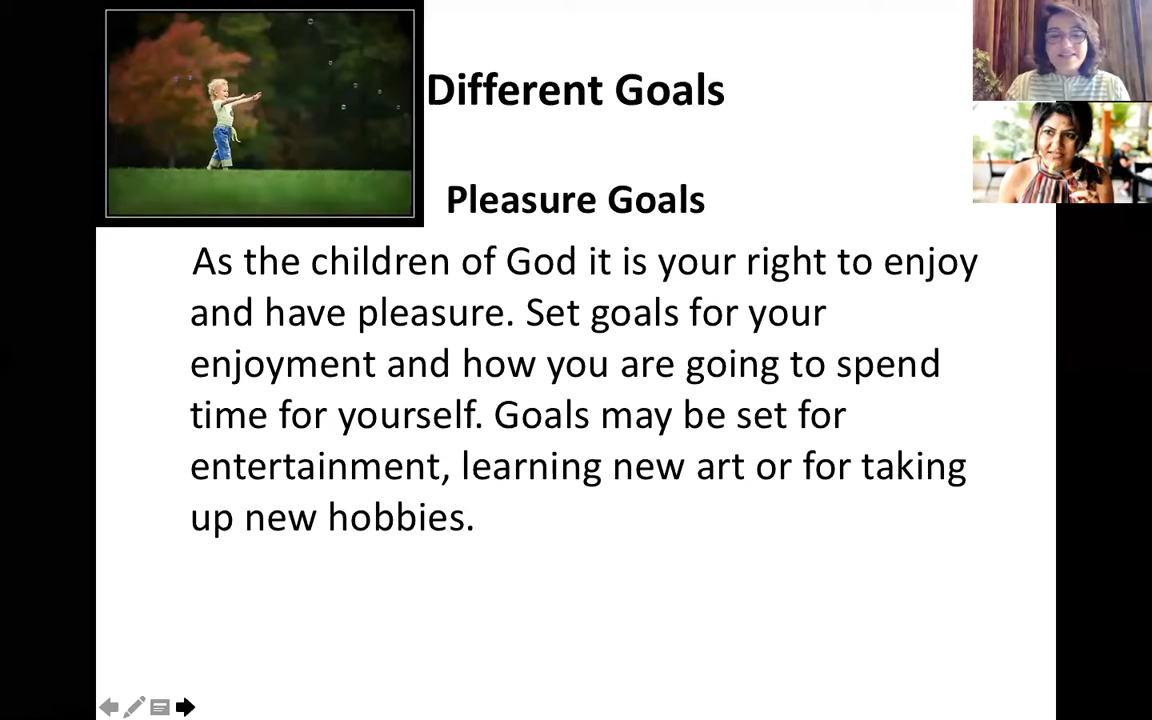 Different Goals
Pleasure Goals
As the children of God it is your right to enjoy
and have pleasure. Set goals for your
enjoyment and how you are going to spend
time for yourself. Goals may be set for
entertainment, learning new art or for taking
up new hobbies.